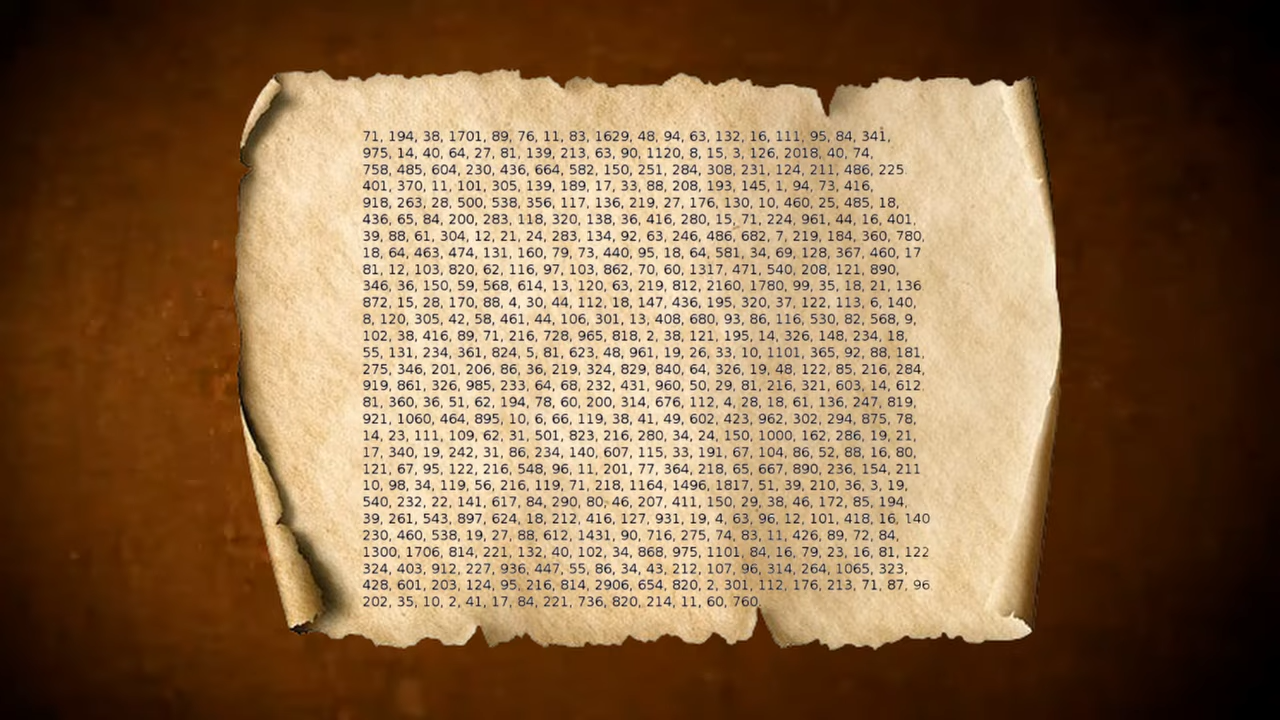 71, 194, 38, 1701, 89, 76, 11, 83, 1629, 48, 94, 63, 132, 16, 111, 95, 84, 341,
975, 14, 40, 64, 27, 81, 139, 213, 63, 90, 1120, 8, 15, 3, 126, 2018, 40, 74,
758, 485, 604, 230, 436, 664, 582, 150, 251, 284, 308, 231, 124, 211, 486, 225.
401, 370, 11, 101, 305, 139, 189, 17, 33, 88, 208, 193, 145, 1, 94, 73, 416,
918, 263, 28, 500, 538, 356, 117, 136, 219, 27, 176, 130, 10, 460, 25, 485, 18,
436, 65, 84, 200, 283, 118, 320, 138, 36, 416, 280, 15, 71, 224, 961, 44, 16, 401,
39, 88, 61, 304, 12, 21, 24, 283, 134, 92, 63, 246, 486, 682, 7, 219, 184, 360, 780,
18, 64, 463, 474, 131, 160, 79, 73, 440, 95, 18, 64, 581, 34, 69, 128, 367, 460, 17
81, 12, 103, 820, 62, 116, 97, 103, 862, 70, 60, 1317, 471, 540, 208, 121, 890,
346, 36, 150, 59, 568, 614, 13, 120, 63, 219, 812, 2160, 1780, 99, 35, 18, 21, 136
872, 15, 28, 170, 88, 4, 30, 44, 112, 18, 147, 436, 195, 320, 37, 122, 113, 6, 140,
8, 120, 305, 42, 58, 461, 44, 106, 301, 13, 408, 680, 93, 86, 116, 530, 82, 568, 9,
102, 38, 416, 89, 71, 216, 728, 965, 818, 2, 38, 121, 195, 14, 326, 148, 234, 18,
55, 131, 234, 361, 824, 5, 81, 623, 48, 961, 19, 26, 33, 10, 1101, 365, 92, 88, 181,
275, 346, 201, 206, 86, 36, 219, 324, 829, 840, 64, 326, 19, 48, 122, 85, 216, 284,
919, 861, 326, 985, 233, 64, 68, 232, 431, 960, 50, 29, 81, 216, 321, 603, 14, 612
81, 360, 36, 51, 62, 194, 78, 60, 200, 314, 676, 112, 4, 28, 18, 61, 136, 247, 819,
921, 1060, 464, 895, 10, 6, 66, 119, 38, 41, 49, 602, 423, 962, 302, 294, 875, 78,
14, 23, 111, 109, 62, 31, 501, 823, 216, 280, 34, 24, 150, 1000, 162, 286, 19, 21,
17, 340, 19, 242, 31, 86, 234, 140, 607, 115, 33, 191, 67, 104, 86, 52, 88, 16, 80,
121, 67, 95, 122, 216, 548, 96, 11, 201, 77, 364, 218, 65, 667, 890, 236, 154, 211
10, 98, 34, 119, 56, 216, 119, 71, 218, 1164, 1496, 1817, 51, 39, 210, 36, 3, 19,
540, 232, 22, 141, 617, 84, 290, 80, 46, 207, 411, 150, 29, 38, 46, 172, 85, 194,
39, 261, 543, 897, 624, 18, 212, 416, 127, 931, 19, 4, 63, 96, 12, 101, 418, 16, 140
230, 460, 538, 19, 27, 88, 612, 1431, 90, 716, 275, 74, 83, 11, 426, 89, 72, 84,
1300, 1706, 814, 221, 132, 40, 102, 34, 868, 975, 1101, 84, 16, 79, 23, 16, 81, 122
324, 403, 912, 227, 936, 447, 55, 86, 34, 43, 212, 107, 96, 314, 264, 1065, 323,
428, 601, 203, 124, 95, 216, 814, 2906, 654, 820, 2, 301, 112, 176, 213, 71, 87, 96
202, 35, 10, 2, 41, 17, 84, 221, 736, 820, 214, 11, 60, 760.